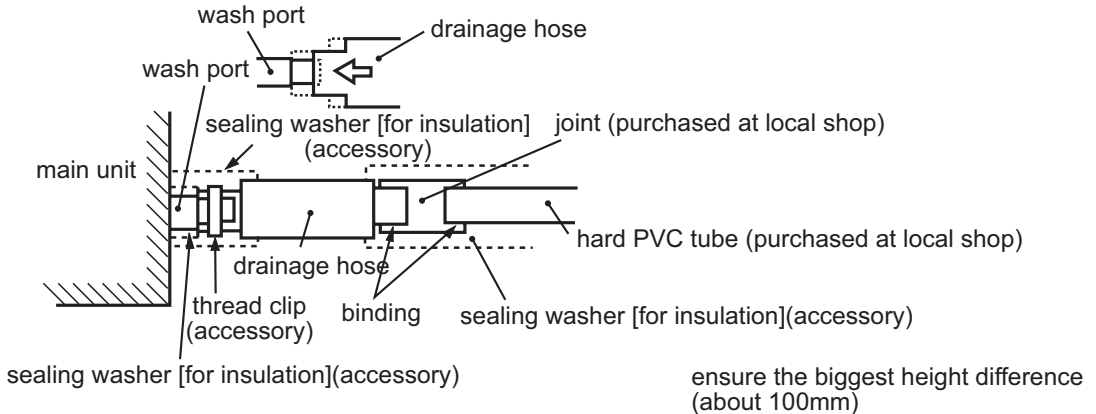 wash port
drainage hose
wash port
sealing washer [for insulation]
(accessory)
joint (purchased at local shop)
main unit
hard PVC tube (purchased at local shop)
drainage hose
thread clip
(accessory)
binding
sealing washer [for insulation](accessory)
sealing washer [for insulation](accessory)
ensure the biggest height difference
(about 100mm)